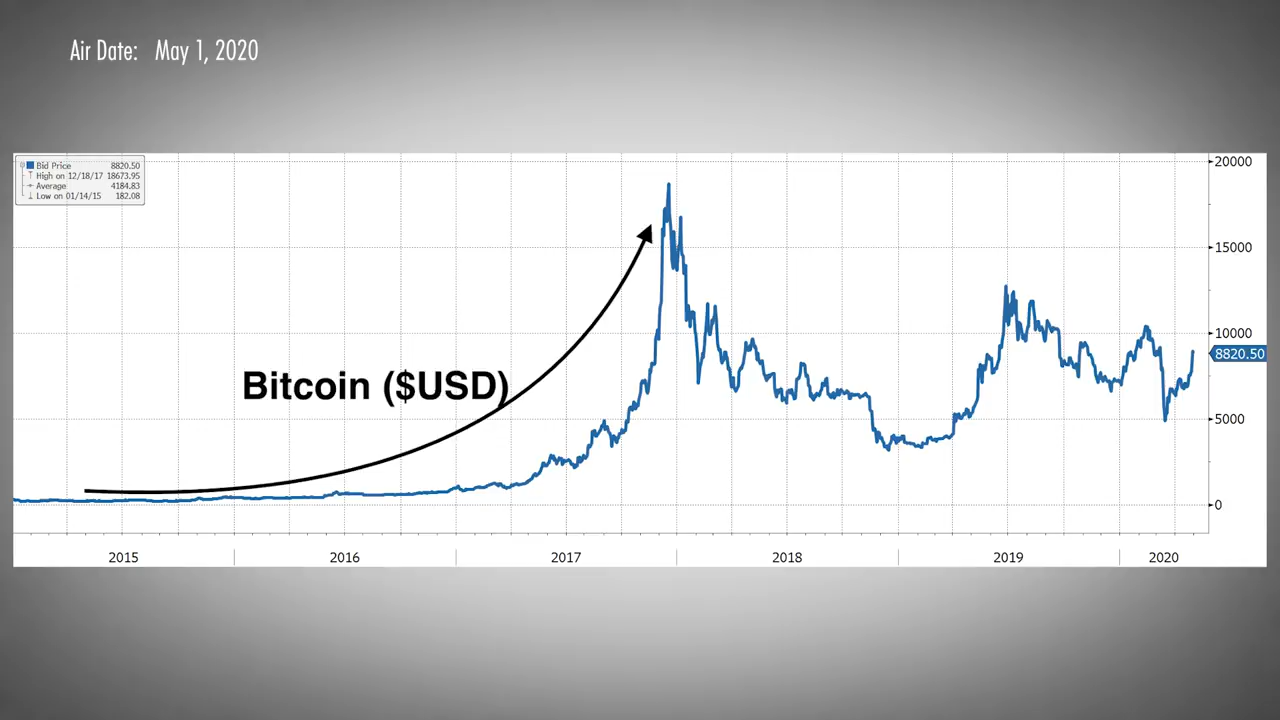 Air Date: May 1, 2020
Bid Price 8820.50
High on 12/18/17 18673.95
Average 4184.83
Low on 01/14/15 182.08
20000
15000
10000
8820.50
5000
0
Bitcoin ($USD)
2015 2016 2017 2018 2019 2020